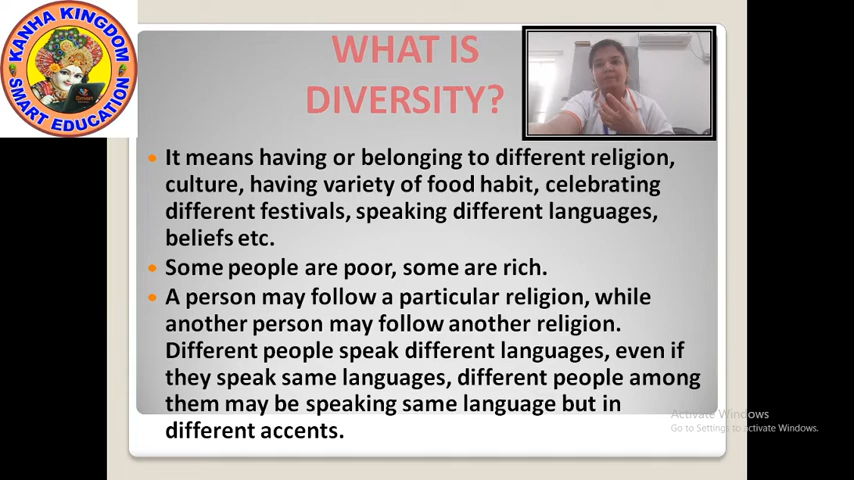 KANHA KINGDOM
SMART EDUCATION
WHAT IS
DIVERSITY?
It means having or belonging to different religion,
culture, having variety of food habit, celebrating
different festivals, speaking different languages,
beliefs etc.
Some people are poor, some are rich.
A person may follow a particular religion, while
another person may follow another religion.
Different people speak different languages, even if
they speak same languages, different people among
them may be speaking same language but in
different accents.
Activate Windows
Go to Settings to activate Windows.